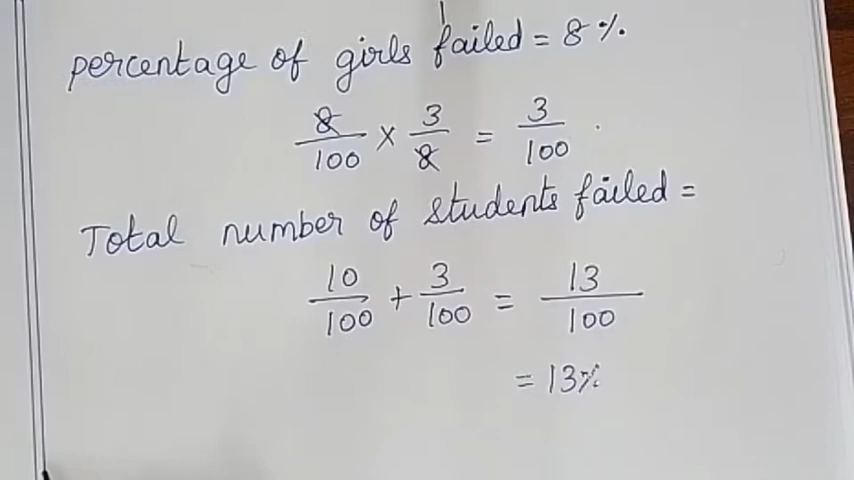 percentage of girls failed = 8%
8/100 × 3/8 = 3/100.
Total number of students failed =
10/100 + 3/100 = 13/100
= 13%